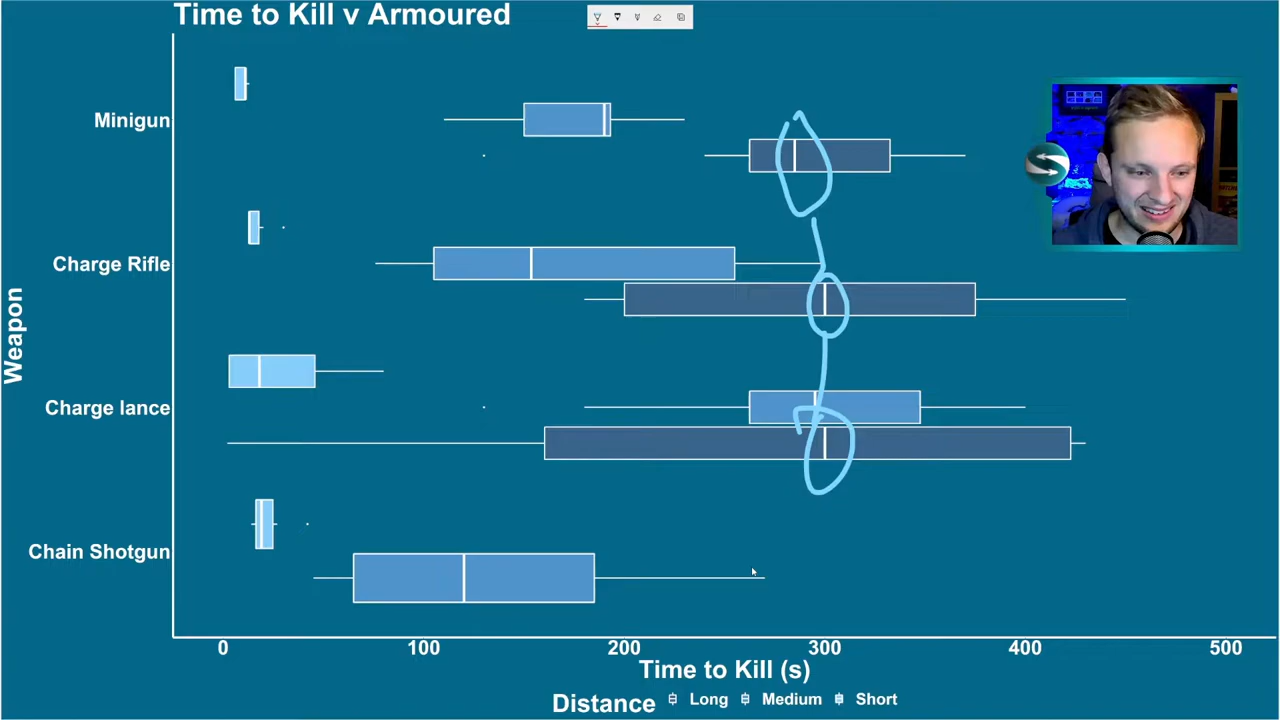 Time to Kill v Armoured
Minigun
Charge Rifle
Charge lance
Chain Shotgun
Weapon
0 100 200 300 400 500
Time to Kill (s)
Distance Long Medium Short